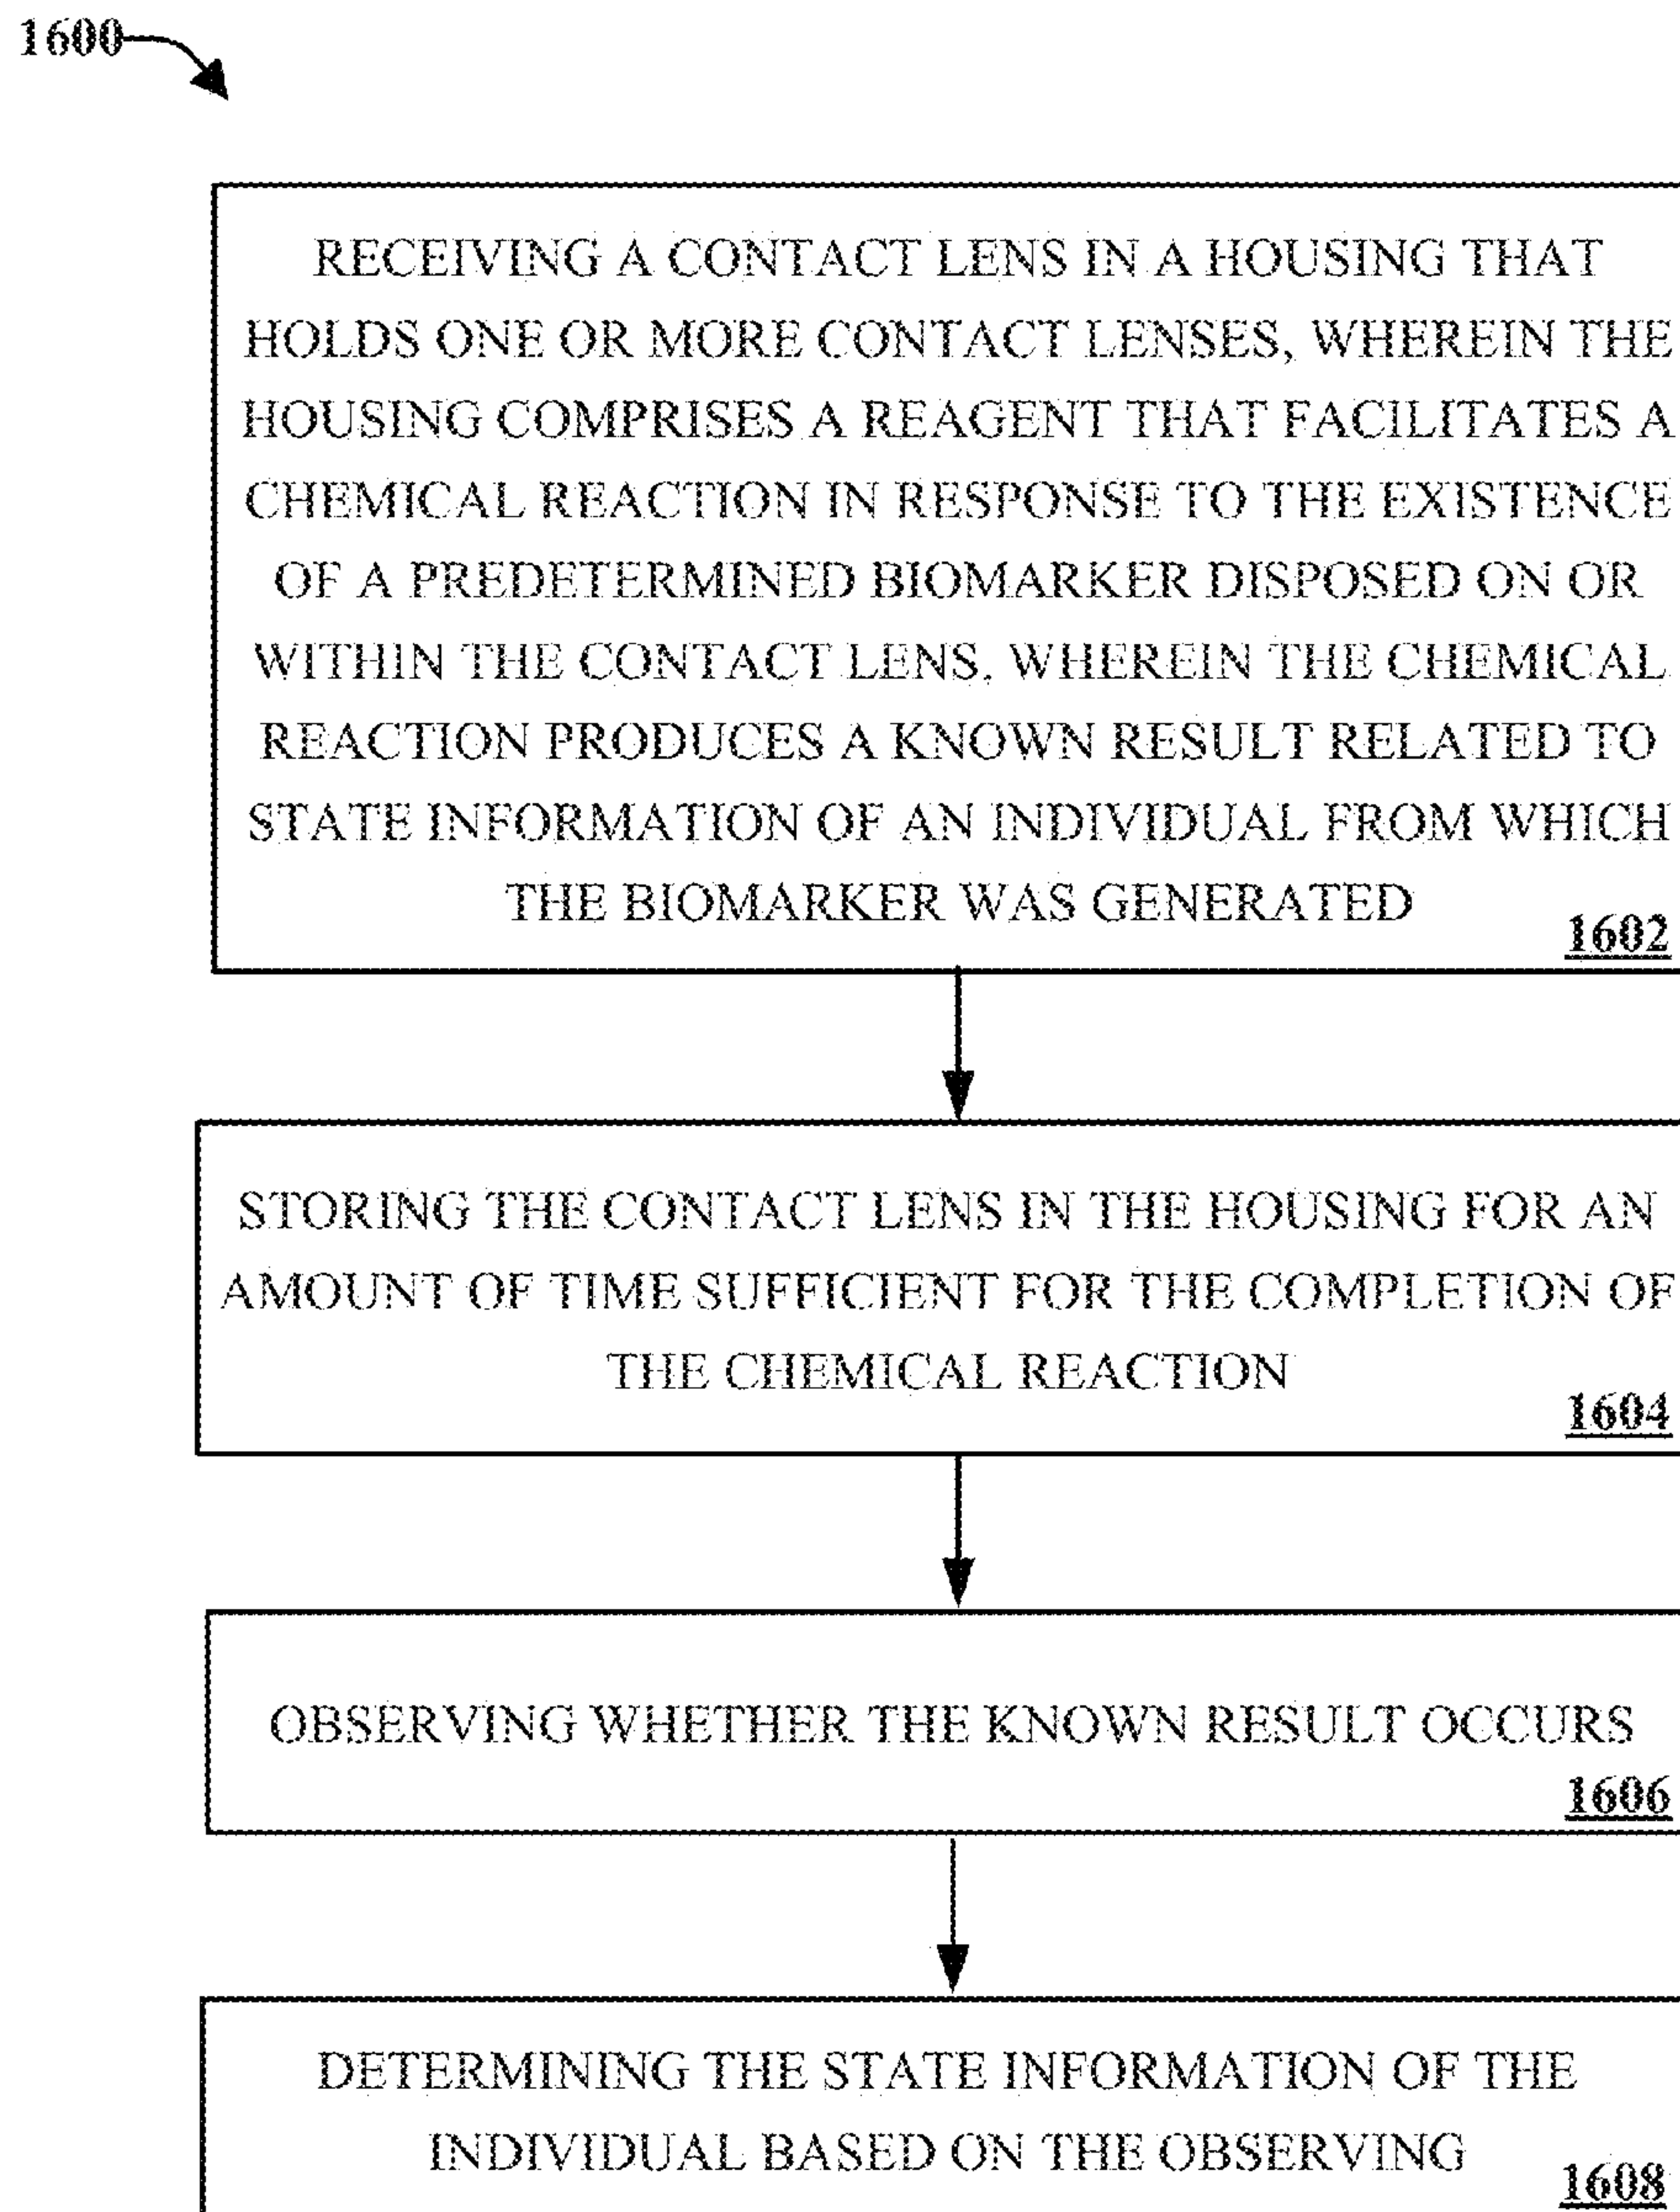 1600
RECEIVING A CONTACT LENS IN A HOUSING THAT
HOLDS ONE OR MORE CONTACT LENSES, WHEREIN THE
HOUSING COMPRISES A REAGENT THAT FACILITATES A
CHEMICAL REACTION IN RESPONSE TO THE EXISTENCE
OF A PREDETERMINED BIOMARKER DISPOSED ON OR
WITHIN THE CONTACT LENS, WHEREIN THE CHEMICAL
REACTION PRODUCES A KNOWN RESULT RELATED TO
STATE INFORMATION OF AN INDIVIDUAL FROM WHICH
THE BIOMARKER WAS GENERATED
1602
STORING THE CONTACT LENS IN THE HOUSING FOR AN
AMOUNT OF TIME SUFFICIENT FOR THE COMPLETION OF
THE CHEMICAL REACTION
1604
OBSERVING WHETHER THE KNOWN RESULT OCCURS
1606
DETERMINING THE STATE INFORMATION OF THE
INDIVIDUAL BASED ON THE OBSERVING
1608